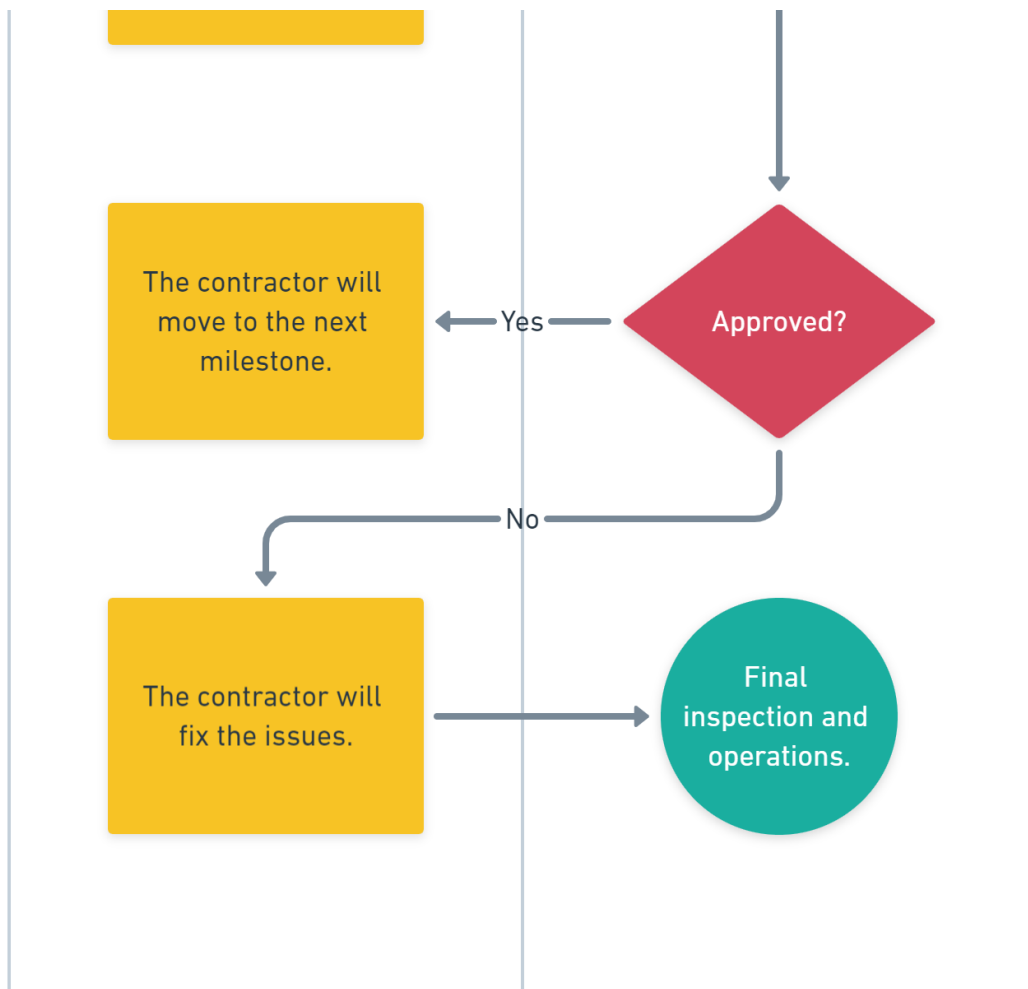 The contractor will
move to the next
milestone.
Yes
Approved?
No
The contractor will
fix the issues.
Final
inspection and
operations.